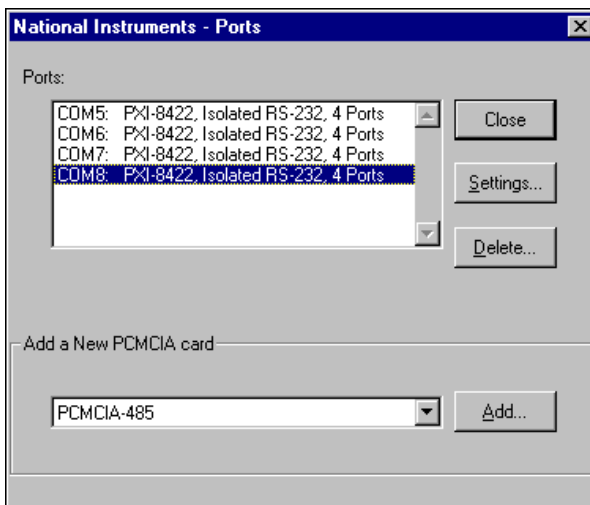 National Instruments - Ports
Ports:
COM5: PXI-8422, Isolated RS-232, 4 Ports
COM6: PXI-8422, Isolated RS-232, 4 Ports
COM7: PXI-8422, Isolated RS-232, 4 Ports
COM8: PXI-8422, Isolated RS-232, 4 Ports
Close
Settings...
Delete...
Add a New PCMCIA card
PCMCIA-485
Add...